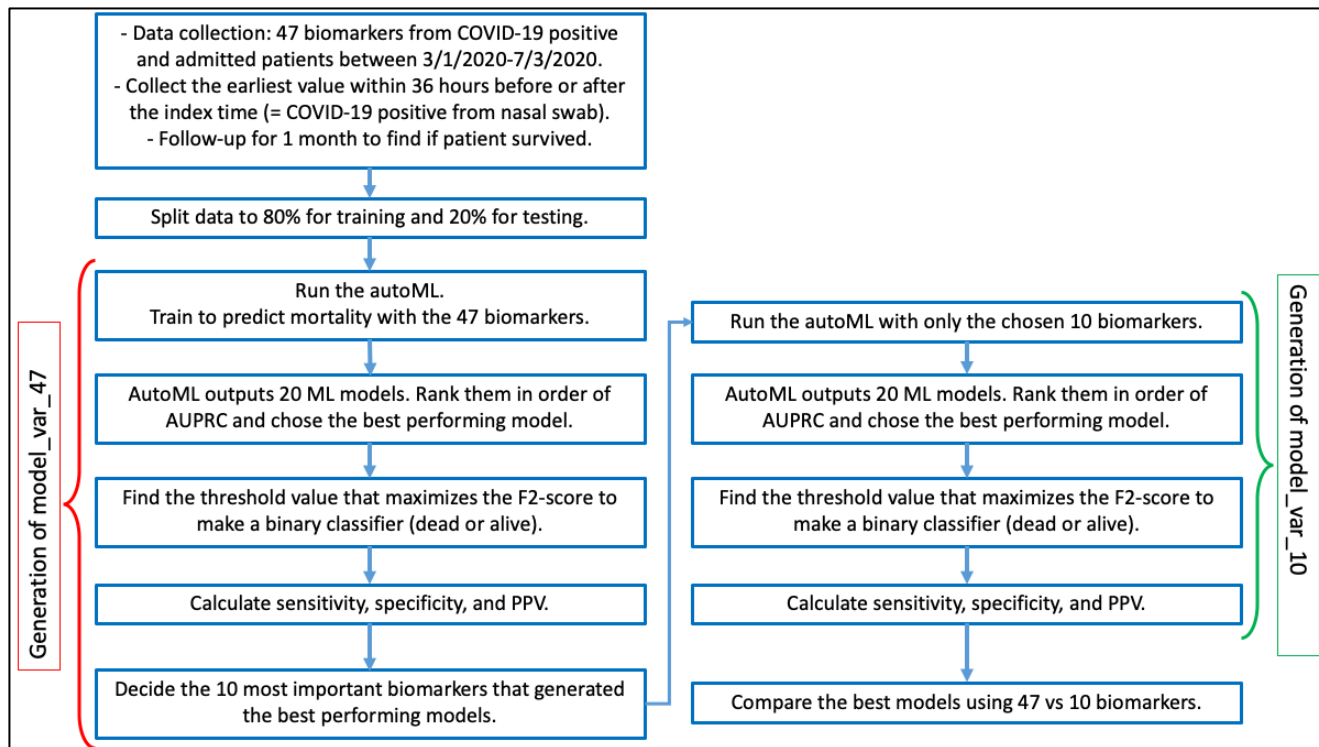 - Data collection: 47 biomarkers from COVID-19 positive
and admitted patients between 3/1/2020-7/3/2020.
- Collect the earliest value within 36 hours before or after
the index time (= COVID-19 positive from nasal swab).
- Follow-up for 1 month to find if patient survived.
Split data to 80% for training and 20% for testing.
Generation of model_var_47
Run the autoML.
Train to predict mortality with the 47 biomarkers.
AutoML outputs 20 ML models. Rank them in order of
AUPRC and chose the best performing model.
Find the threshold value that maximizes the F2-score to
make a binary classifier (dead or alive).
Calculate sensitivity, specificity, and PPV.
Decide the 10 most important biomarkers that generated
the best performing models.
Run the autoML with only the chosen 10 biomarkers.
AutoML outputs 20 ML models. Rank them in order of
AUPRC and chose the best performing model.
Find the threshold value that maximizes the F2-score to
make a binary classifier (dead or alive).
Calculate sensitivity, specificity, and PPV.
Compare the best models using 47 vs 10 biomarkers.
Generation of model_var_10